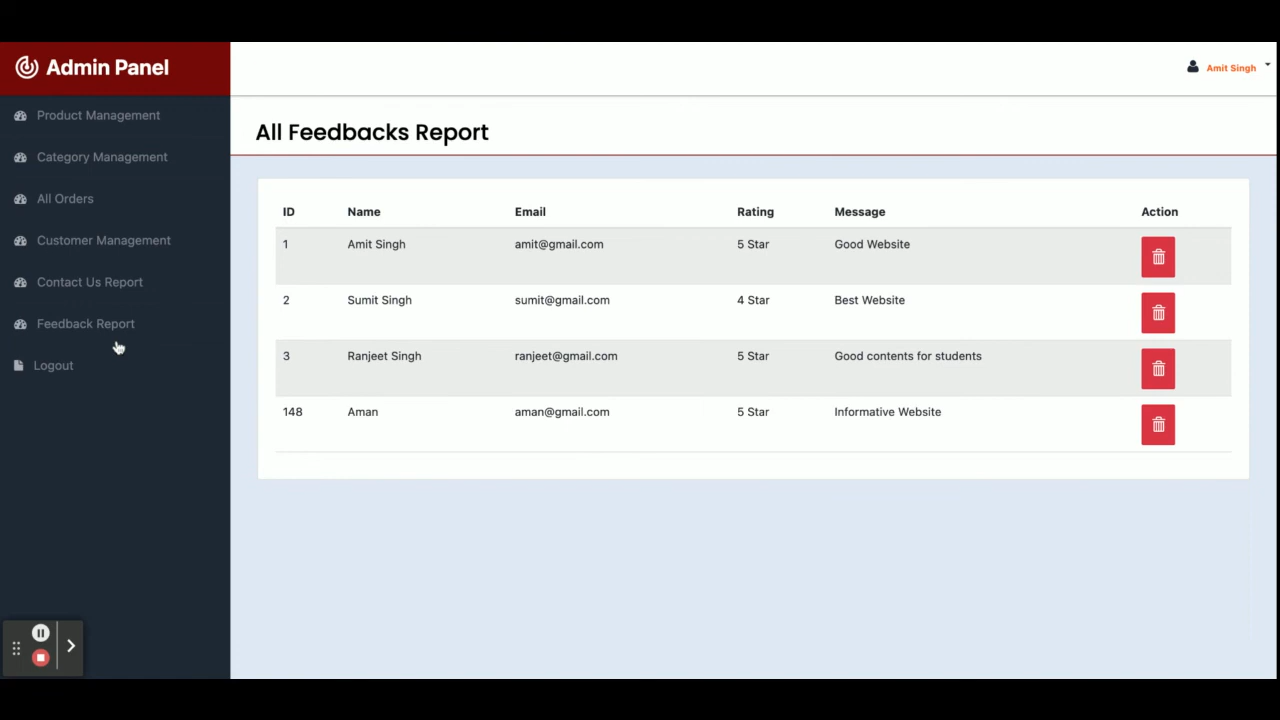 Admin Panel
Amit Singh
Product Management
Category Management
All Orders
Customer Management
Contact Us Report
Feedback Report
Logout
All Feedbacks Report
ID Name Email Rating Message Action
1 Amit Singh amit@gmail.com 5 Star Good Website
2 Sumit Singh sumit@gmail.com 4 Star Best Website
3 Ranjeet Singh ranjeet@gmail.com 5 Star Good contents for students
148 Aman aman@gmail.com 5 Star Informative Website